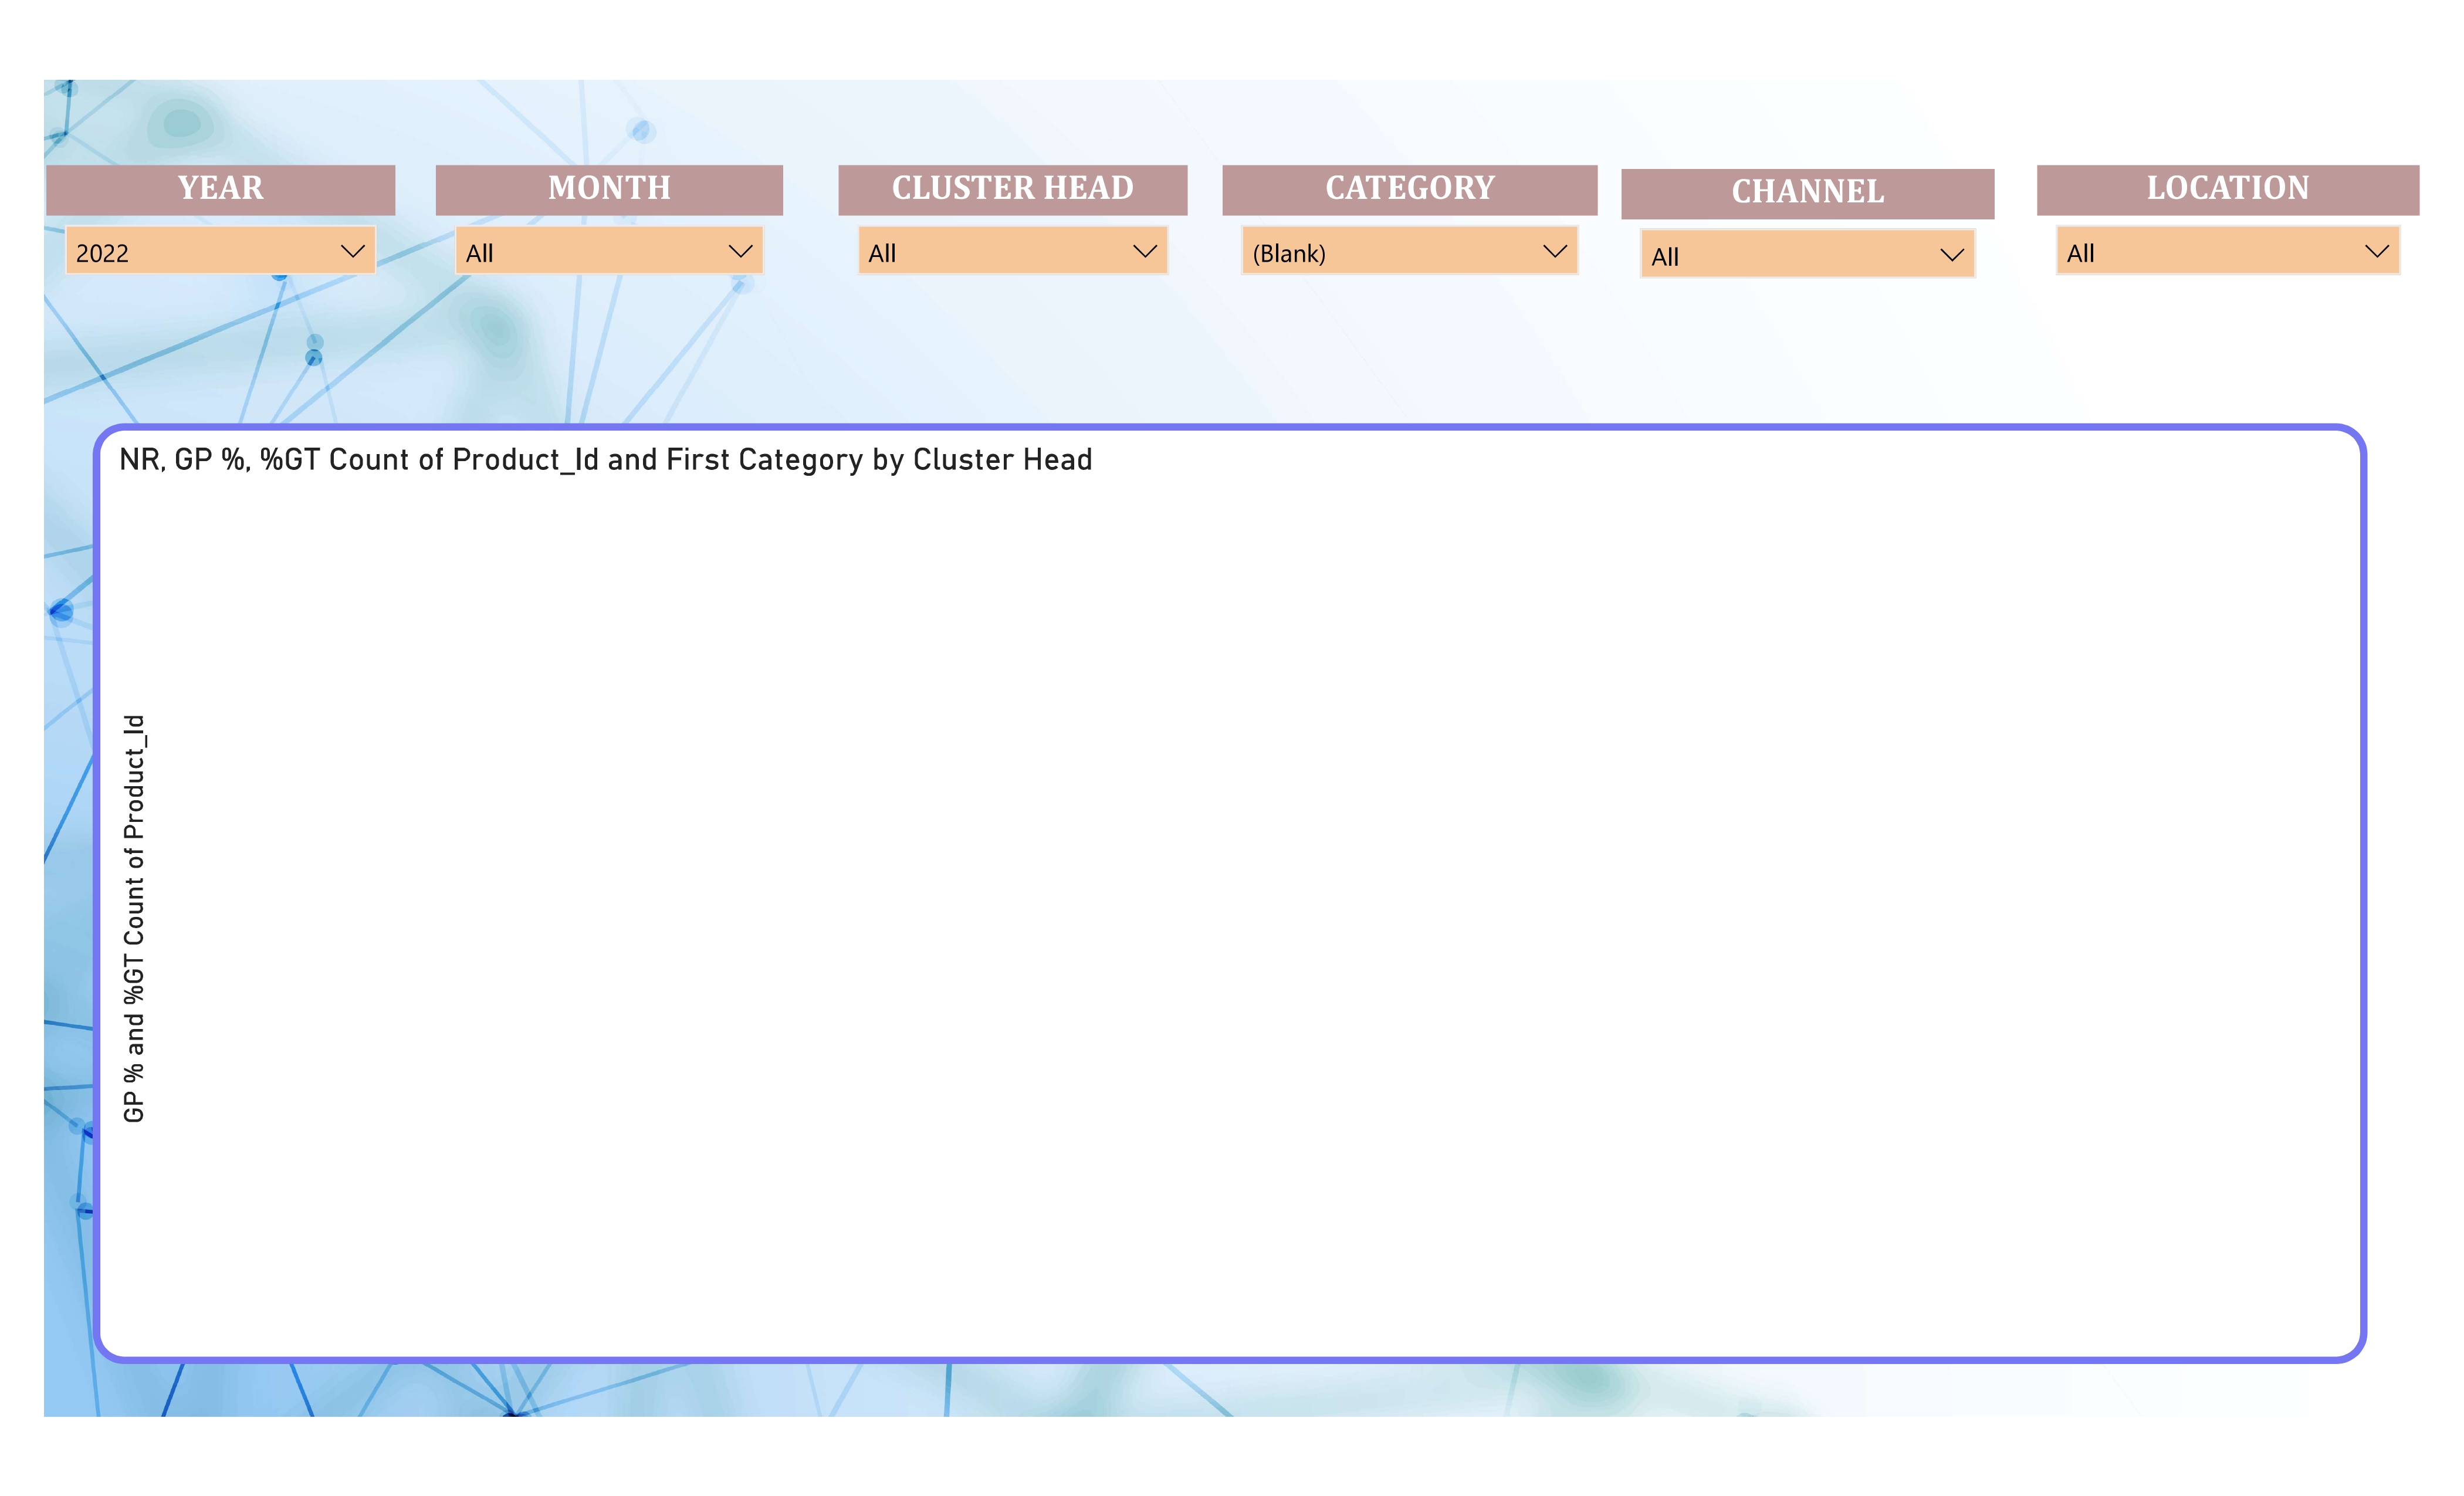 YEAR
MONTH
CLUSTER HEAD
CATEGORY
CHANNEL
LOCATION
2022
All
All
(Blank)
All
All
NR, GP %, %GT Count of Product_Id and First Category by Cluster Head
GP % and %GT Count of Product_Id